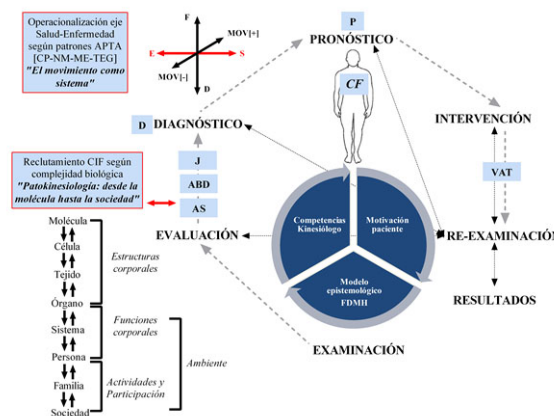 Operacionalización eje
Salud-Enfermedad
según patrones APTA
[CP-NM-ME-TEG]
"El movimiento como
sistema"
F
MOV[+]
E
S
MOV[-]
D
P
PRONÓSTICO
CF
D DIAGNÓSTICO
INTERVENCIÓN
J
ABD
AS
VAT
Reclutamiento CIF según
complejidad biológica
"Patokinesiología: desde la
molécula hasta la sociedad"
EVALUACIÓN
Competencias
Kinesiólogo
Motivación
paciente
Modelo
epistemológico
FDMH
RE-EXAMINACIÓN
RESULTADOS
EXAMINACIÓN
Molécula
Célula
Tejido
Órgano
Sistema
Persona
Familia
Sociedad
Estructuras
corporales
Funciones
corporales
Actividades y
Participación
Ambiente